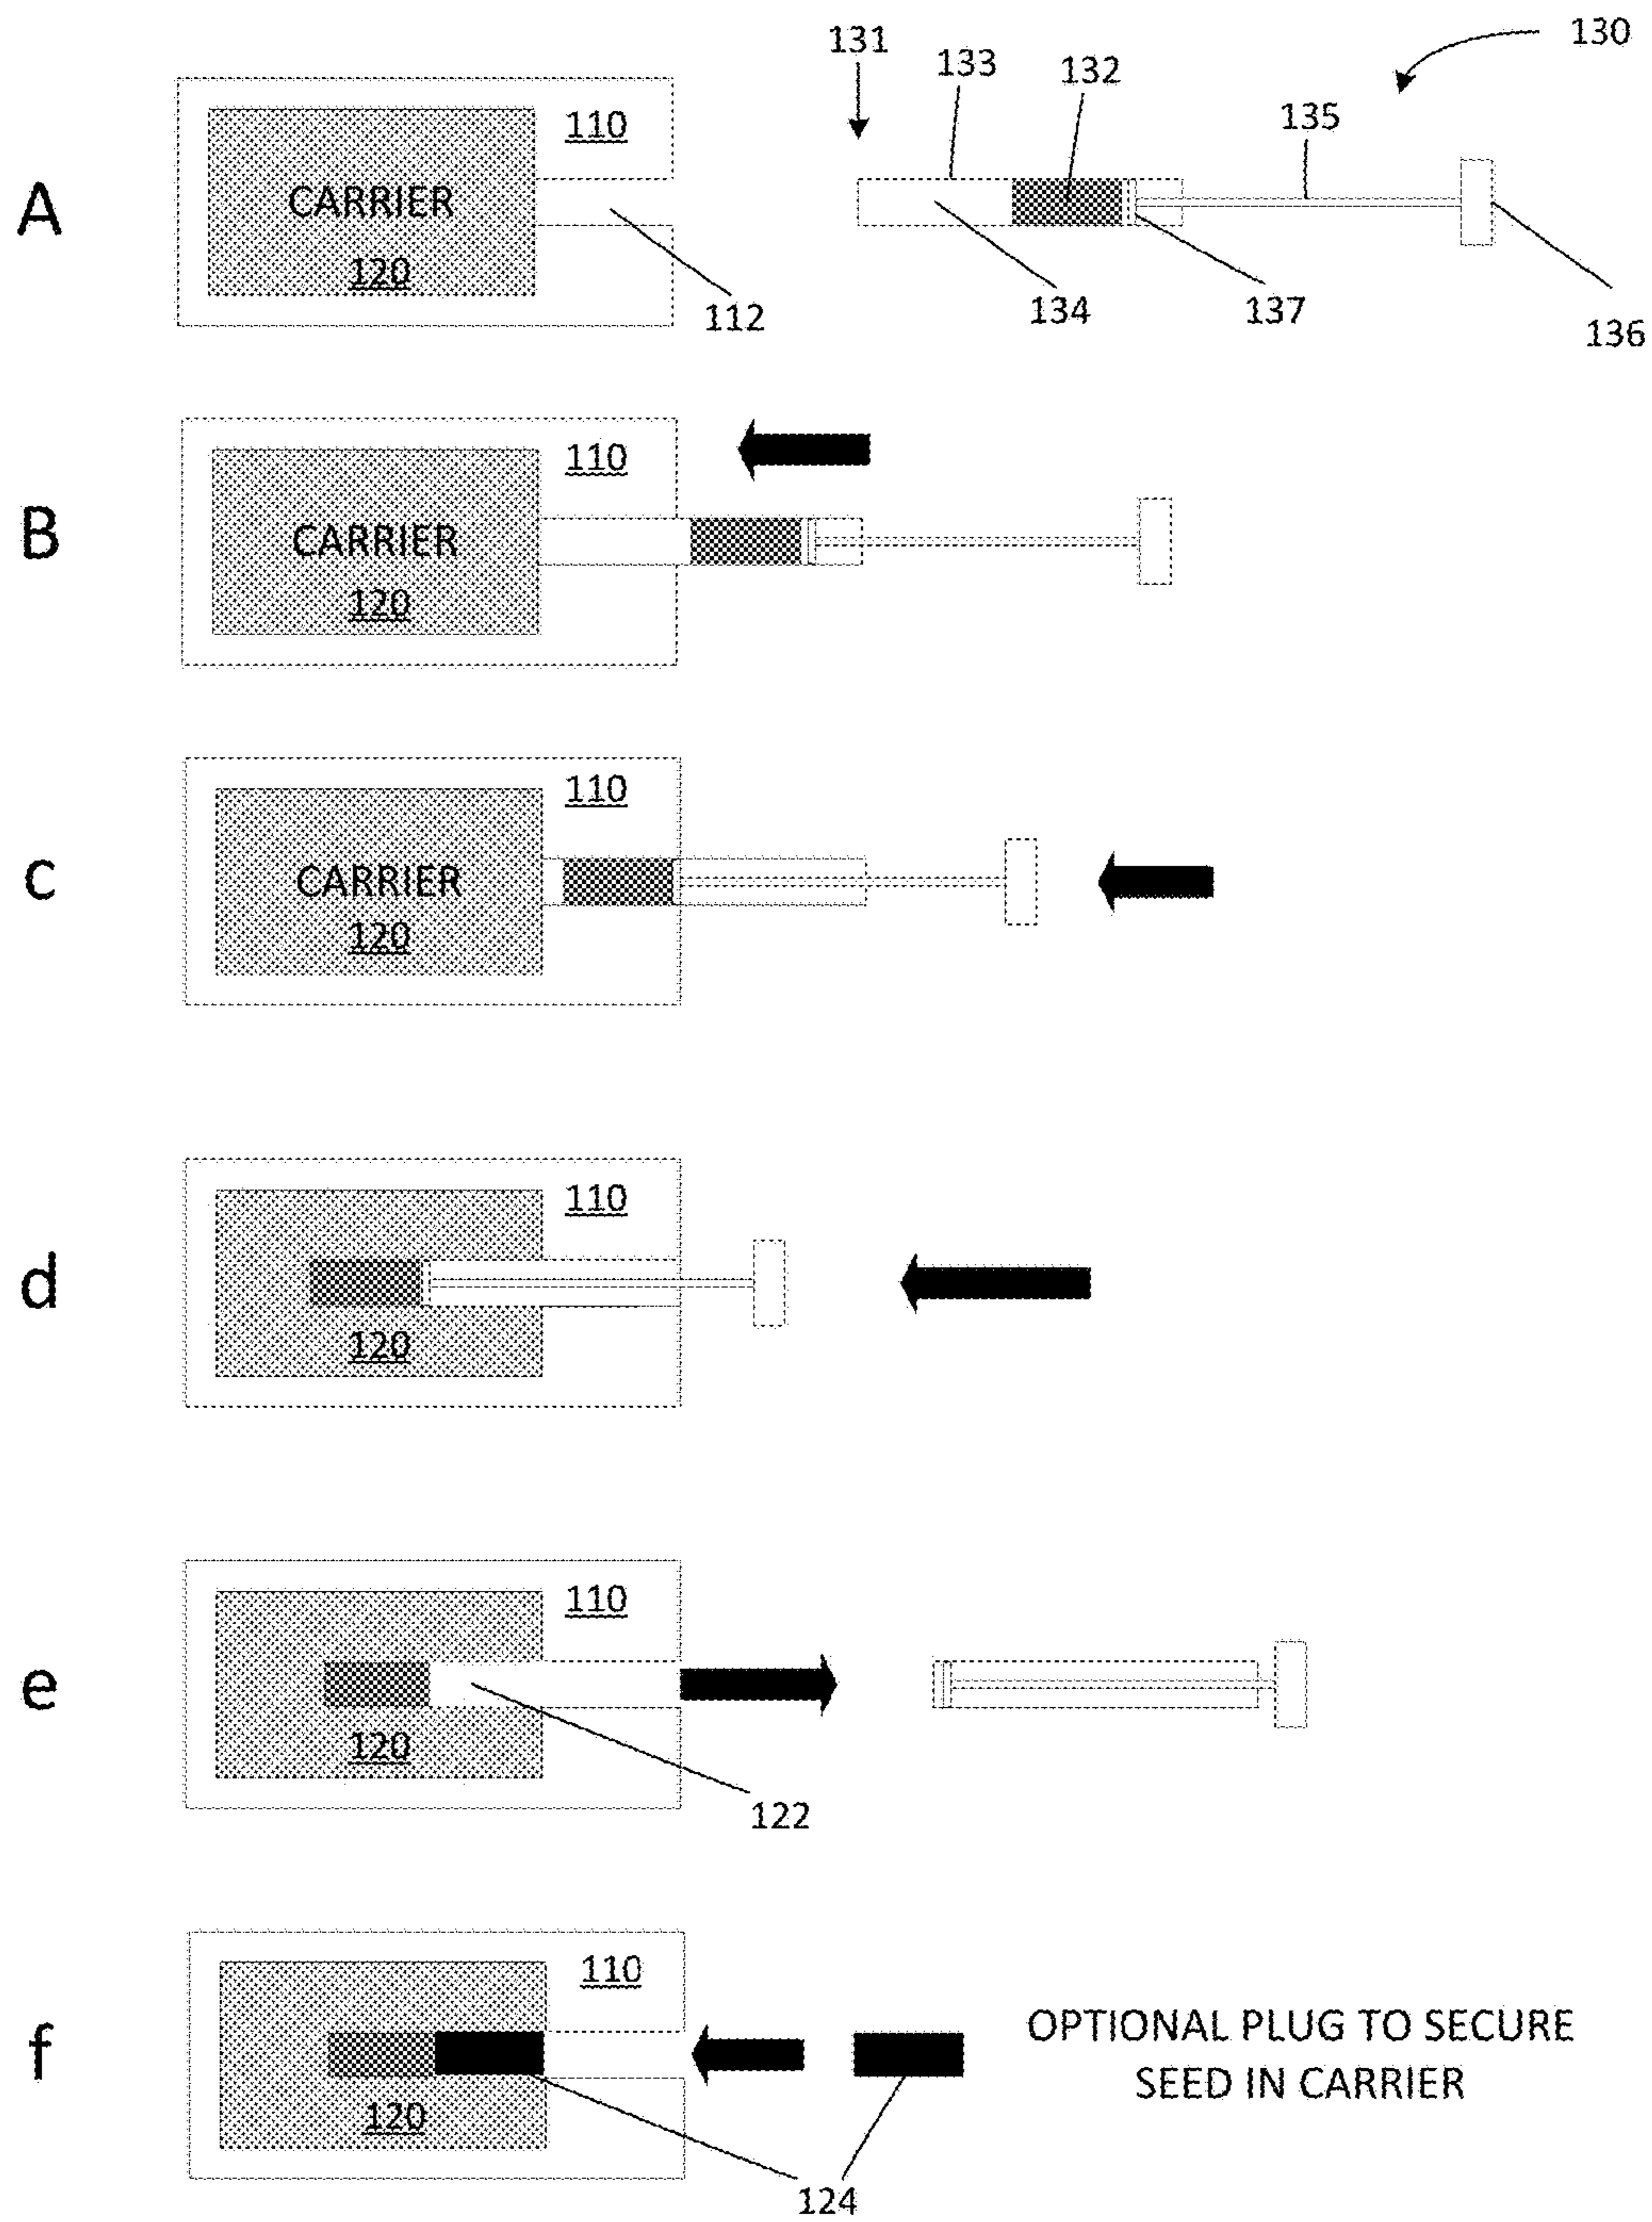 130
131
133
132
135
110
A
CARRIER
120
112
134
137
136
110
B
CARRIER
120
110
c
CARRIER
120
110
d
120
110
e
120
122
110
f
OPTIONAL PLUG TO SECURE
SEED IN CARRIER
120
124